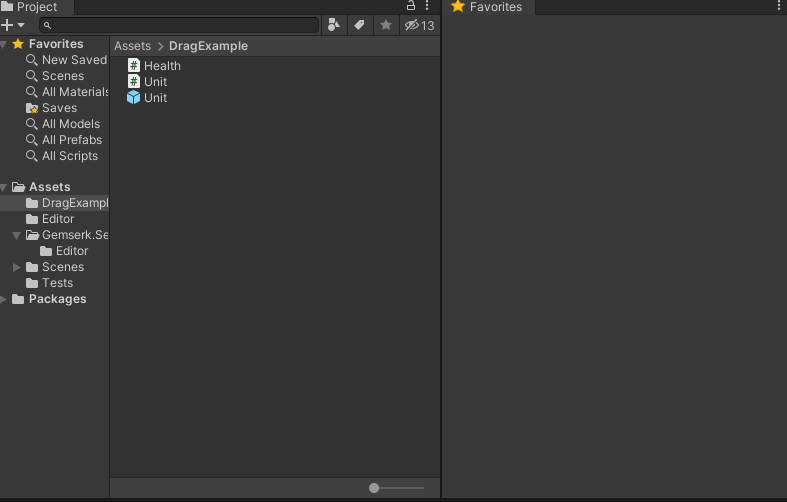 Project
13
Favorites
New Saved
Scenes
All Materials
Saves
All Models
All Prefabs
All Scripts
Assets
DragExampl
Editor
Gemserk.Se
Editor
Scenes
Tests
Packages
Assets > DragExample
# Health
# Unit
Unit
Favorites